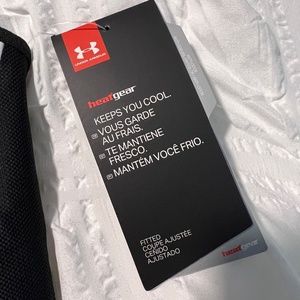 UNDER ARMOUR
heatgear
KEEPS YOU COOL.
VOUS GARDE
AU FRAIS.
TE MANTIENE
FRESCO.
MANTÉM VOCÊ FRIO.
FITTED
COUPE AJUSTÉE
CEÑIDO
AJUSTADO
heatgear